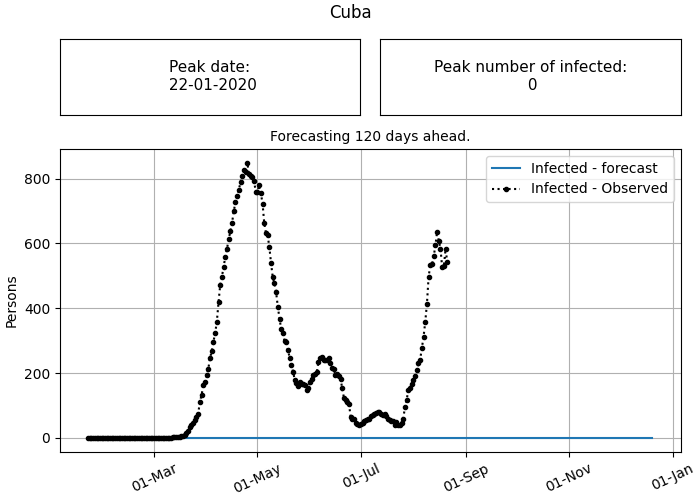 Cuba
Peak date:
22-01-2020
Peak number of infected:
0
Forecasting 120 days ahead.
Infected - forecast
Infected - Observed
Persons
800
600
400
200
0
01-Mar
01-May
01-Jul
01-Sep
01-Nov
01-Jan